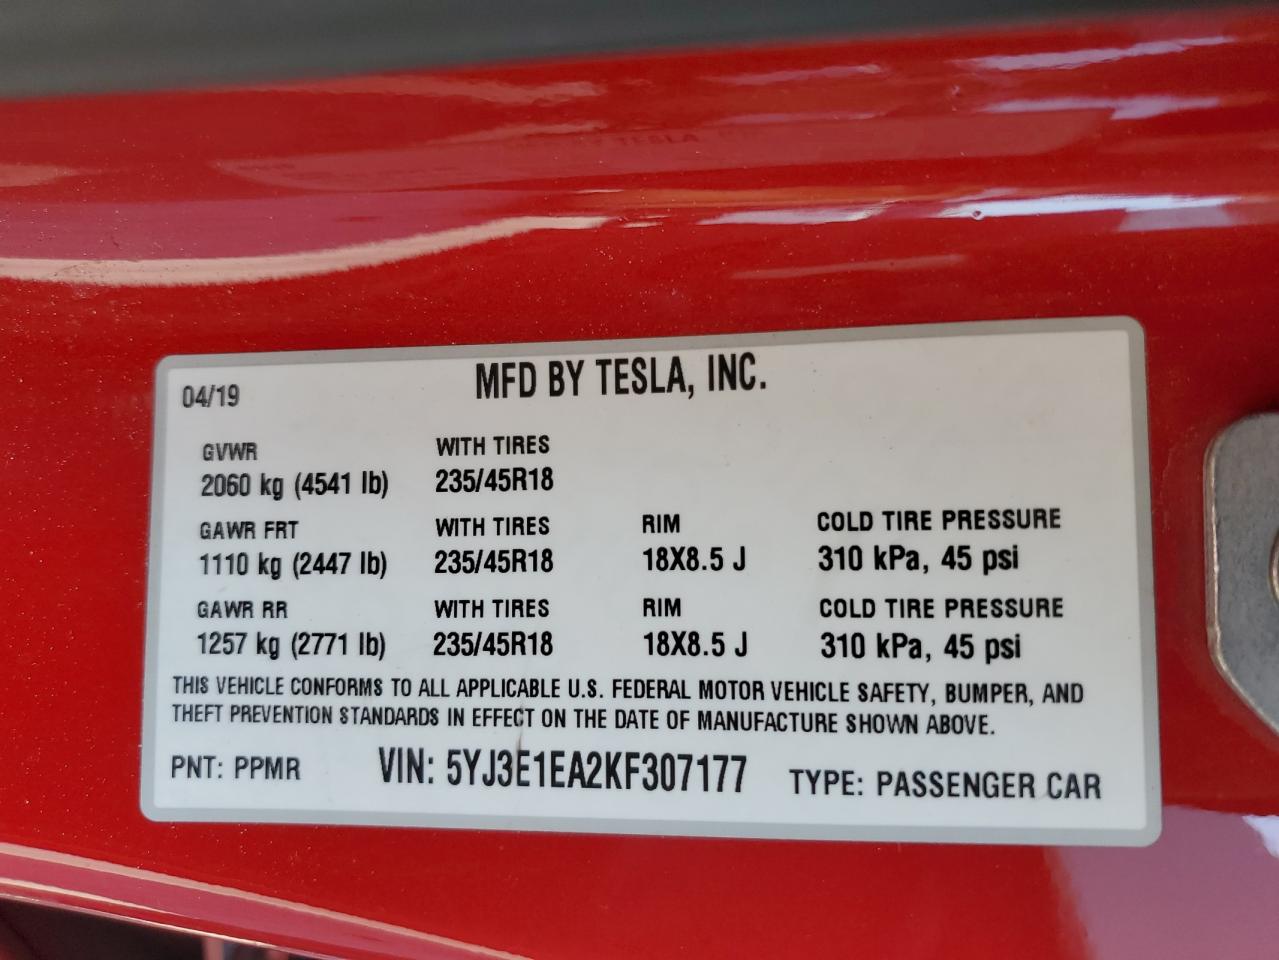 04/19 MFD BY TESLA, INC.
GVWR WITH TIRES
2060 kg (4541 lb) 235/45R18
GAWR FRT WITH TIRES RIM COLD TIRE PRESSURE
1110 kg (2447 lb) 235/45R18 18X8.5 J 310 kPa, 45 psi
GAWR RR WITH TIRES RIM COLD TIRE PRESSURE
1257 kg (2771 lb) 235/45R18 18X8.5 J 310 kPa, 45 psi
THIS VEHICLE CONFORMS TO ALL APPLICABLE U.S. FEDERAL MOTOR VEHICLE SAFETY, BUMPER, AND
THEFT PREVENTION STANDARDS IN EFFECT ON THE DATE OF MANUFACTURE SHOWN ABOVE.
PNT: PPMR VIN: 5YJ3E1EA2KF307177 TYPE: PASSENGER CAR